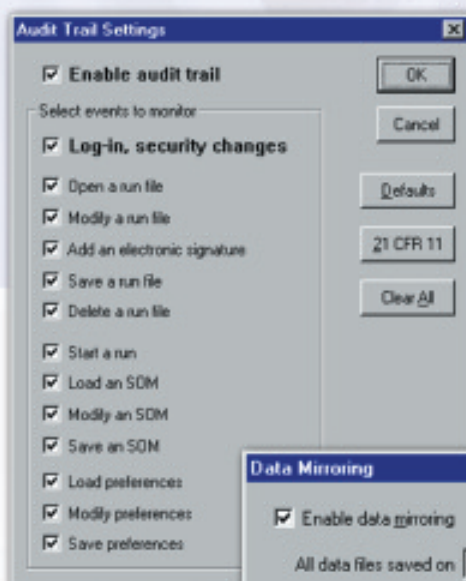 Audit Trail Settings
Enable audit trail
OK
Select events to monitor
Cancel
Log-in, security changes
Open a run file
Defaults
Modify a run file
Add an electronic signature
21 CFR 11
Save a run file
Delete a run file
Clear All
Start a run
Load an SOM
Modify an SOM
Save an SOM
Data Mirroring
Load preferences
Modify preferences
Enable data mirroring
Save preferences
All data files saved on